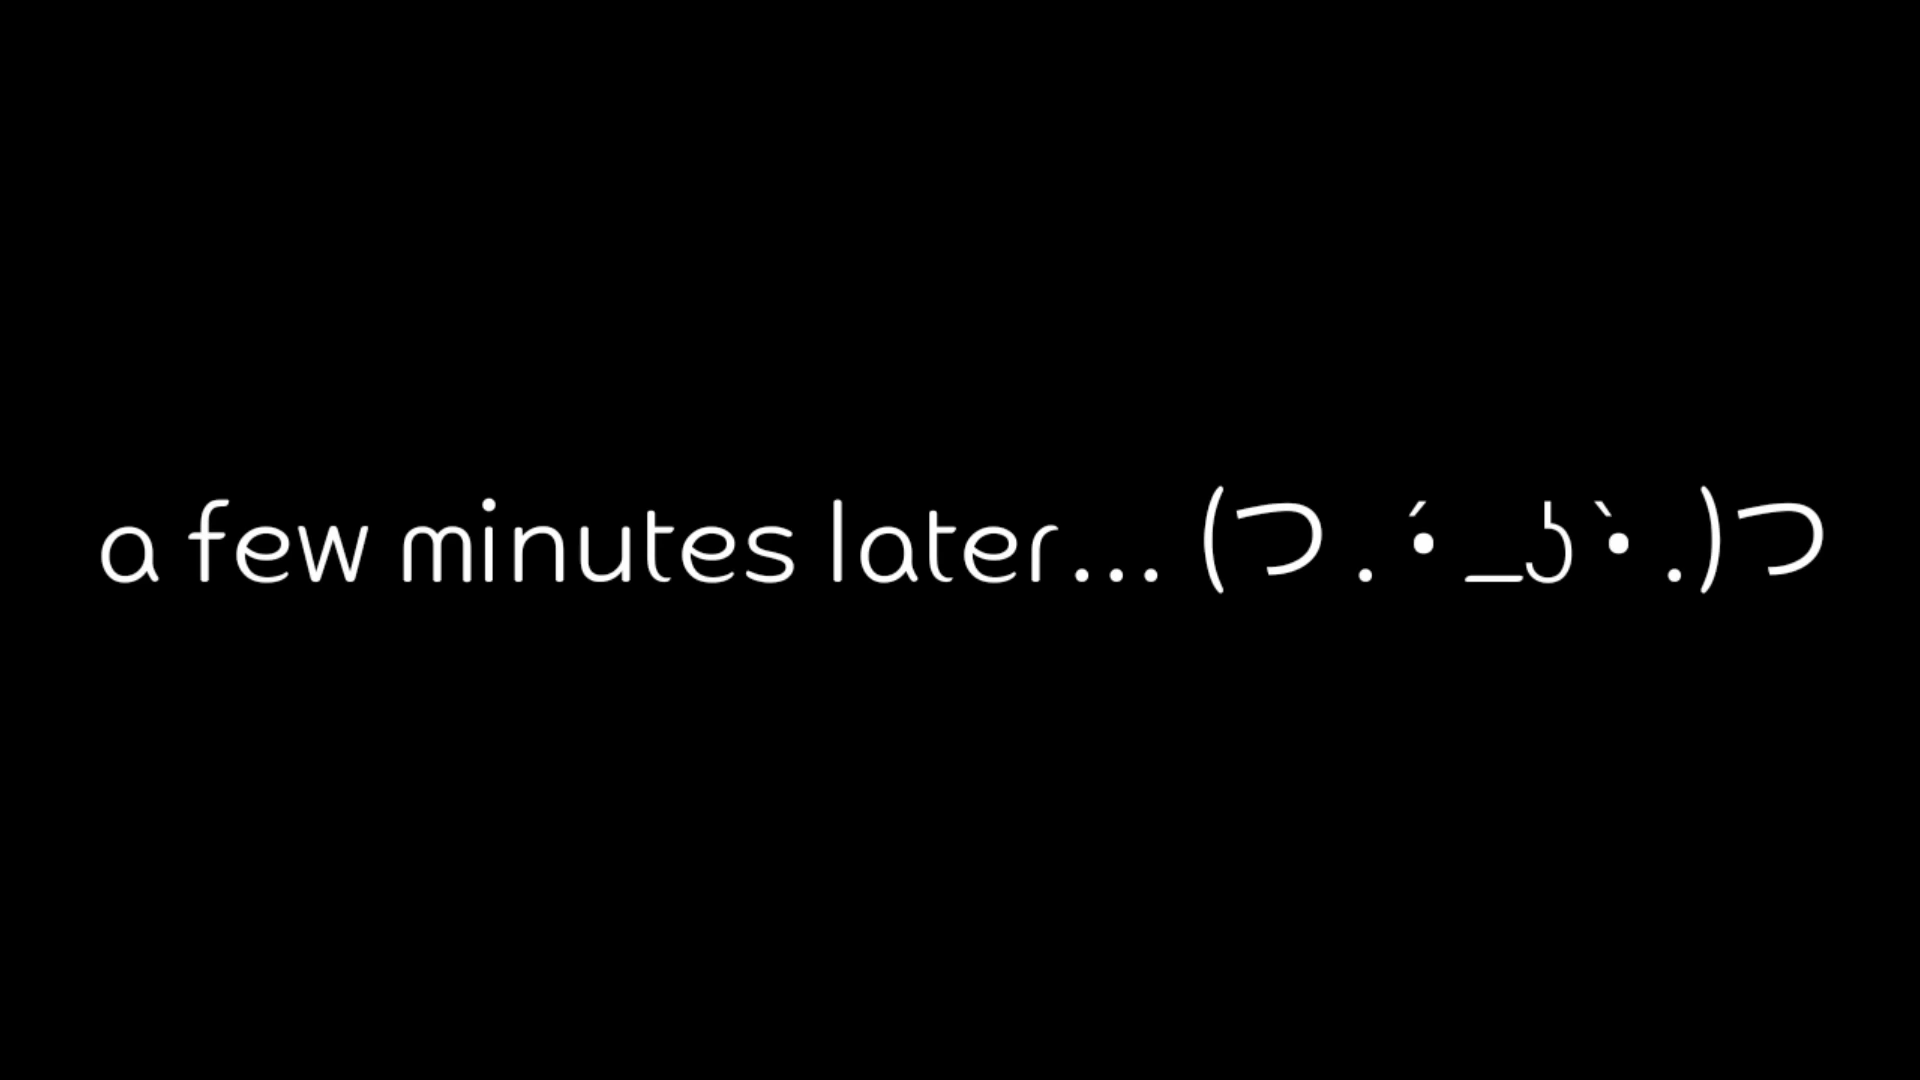 a few minutes later... (つ . •́ _ʖ •̀ .)つ